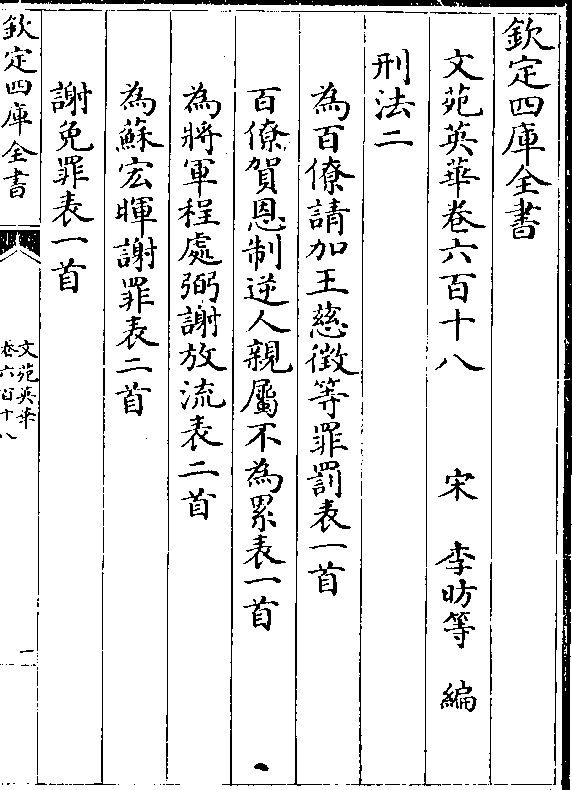 欽定四庫全書
文苑英華卷六百十八 宋 李昉等 編
刑法二
為百僚請加王慈徵等罪罰表一首
百僚賀恩制逆人親屬不為累表一首
為將軍程處弼謝放流表二首
為蘇宏暉謝罪表二首
謝免罪表一首
欽定四庫全書
文苑英華
卷六百十八
一